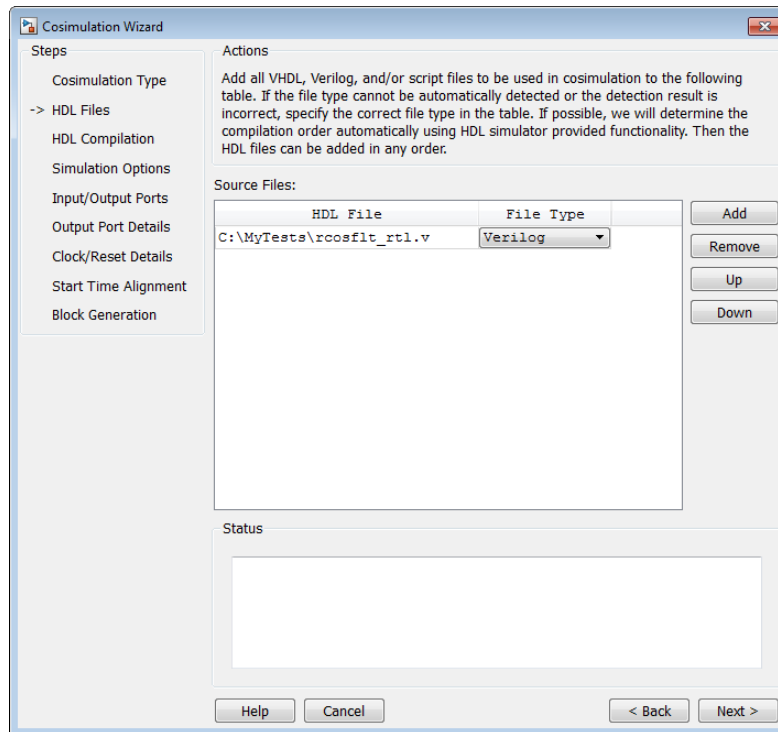 Cosimulation Wizard
Steps
Cosimulation Type
-> HDL Files
HDL Compilation
Simulation Options
Input/Output Ports
Output Port Details
Clock/Reset Details
Start Time Alignment
Block Generation
Actions
Add all VHDL, Verilog, and/or script files to be used in cosimulation to the following
table. If the file type cannot be automatically detected or the detection result is
incorrect, specify the correct file type in the table. If possible, we will determine the
compilation order automatically using HDL simulator provided functionality. Then the
HDL files can be added in any order.
Source Files:
HDL File File Type
C:\MyTests\rcosflt_rtl.v Verilog
Add
Remove
Up
Down
Status
Help Cancel < Back Next >